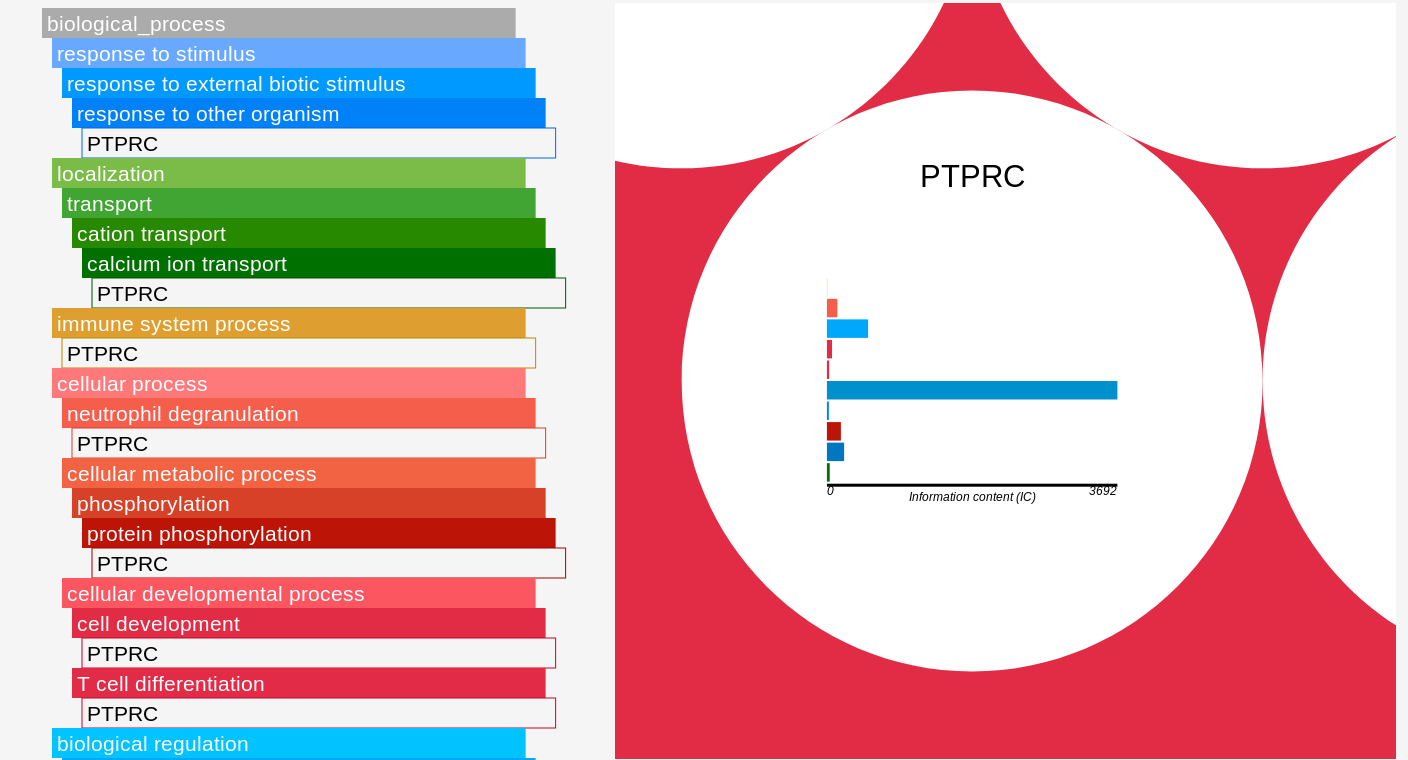 biological_process
response to stimulus
response to external biotic stimulus
response to other organism
PTPRC
localization
transport
cation transport
calcium ion transport
PTPRC
immune system process
PTPRC
cellular process
neutrophil degranulation
PTPRC
cellular metabolic process
phosphorylation
protein phosphorylation
PTPRC
cellular developmental process
cell development
PTPRC
T cell differentiation
PTPRC
biological regulation
PTPRC
0 Information content (IC) 3692